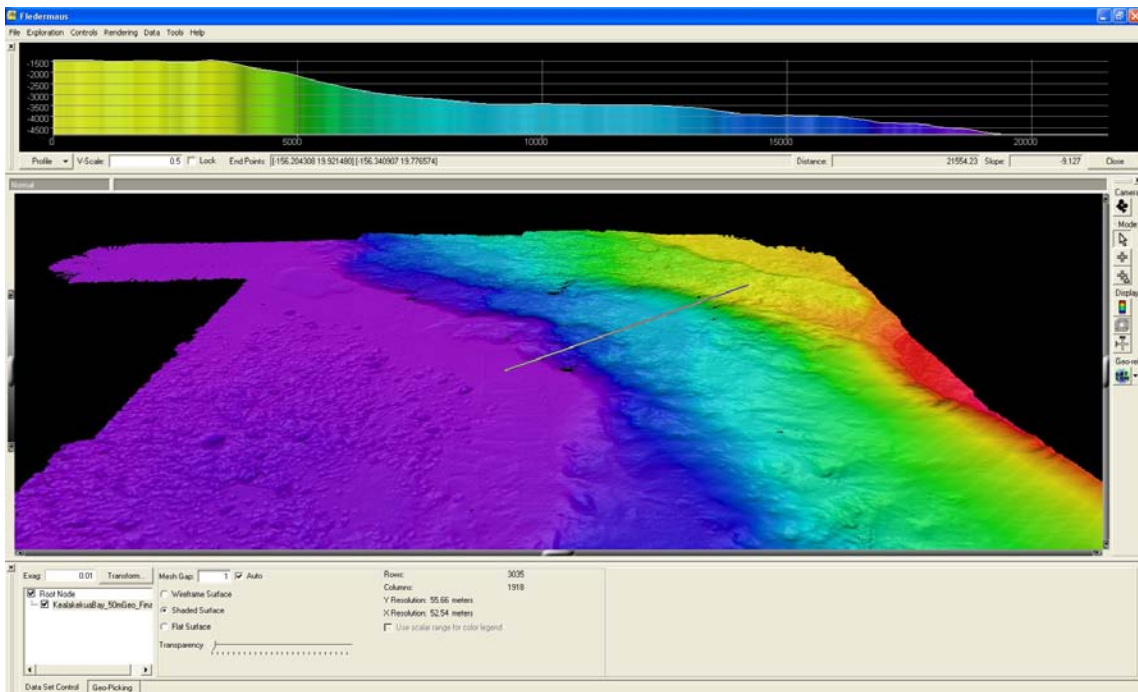 Fledermaus
File Exploration Controls Rendering Data Tools Help
-1500
-2000
-2500
-3000
-3500
-4000
-4500
0 5000 10000 15000 20000
Profile V-Scale: 0.5 Lock End Points: [-156.204308 19.921480] [-156.340907 19.776574] Distance: 21554.23 Slope: -9.127 Close
Normal
Camera
Mode
Display
Geo-ref
Exag: 0.01 Transform... Mesh Gap: 1 Auto Rows: 3035
Root Node Wireframe Surface Columns: 1918
KealakekuaBay_50mGeo_Fina Shaded Surface Y Resolution: 55.66 meters
X Resolution: 52.54 meters
Flat Surface Use scalar range for color legend
Transparency
Data Set Control Geo-Picking